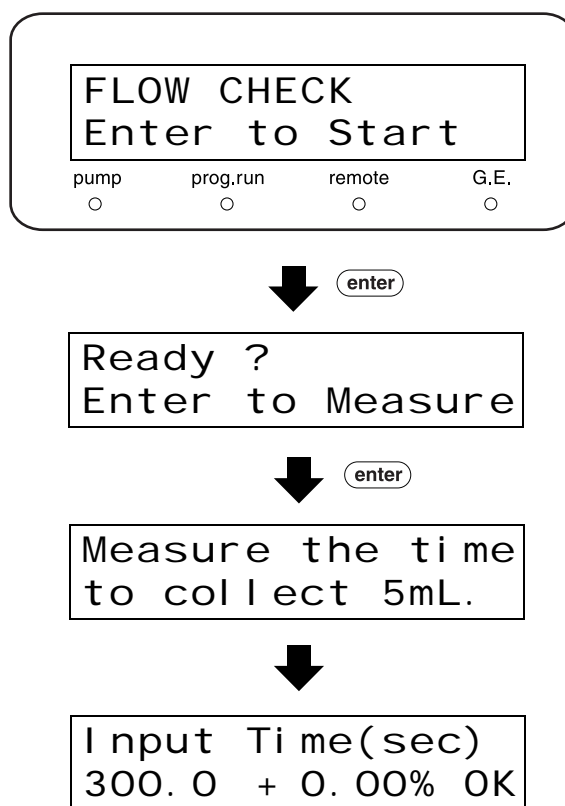 FLOW CHECK
Enter to Start
pump prog.run remote G.E.
enter
Ready ?
Enter to Measure
enter
Measure the time
to collect 5mL.
Input Time(sec)
300.0 + 0.00% OK